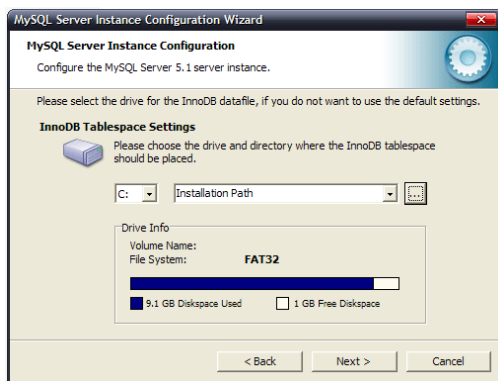 MySQL Server Instance Configuration Wizard
MySQL Server Instance Configuration
Configure the MySQL Server 5.1 server instance.
Please select the drive for the InnoDB datafile, if you do not want to use the default settings.
InnoDB Tablespace Settings
Please choose the drive and directory where the InnoDB tablespace
should be placed.
C: Installation Path ...
Drive Info
Volume Name:
File System: FAT32
9.1 GB Diskspace Used 1 GB Free Diskspace
< Back Next > Cancel